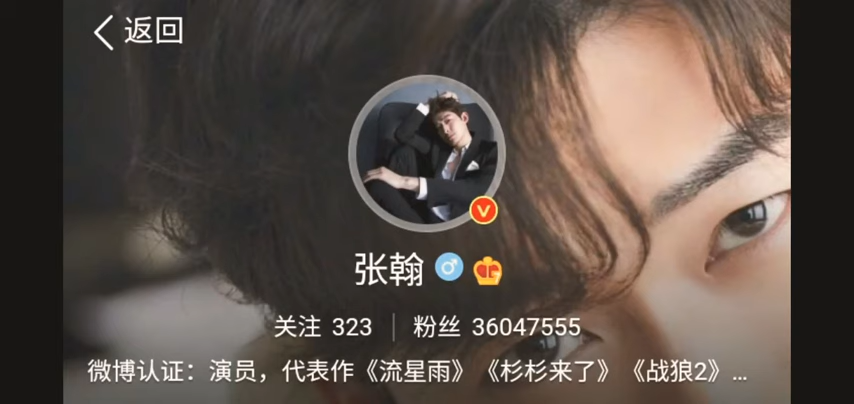 返回
张翰
关注 323 | 粉丝 36047555
微博认证：演员，代表作《流星雨》《杉杉来了》《战狼2》...